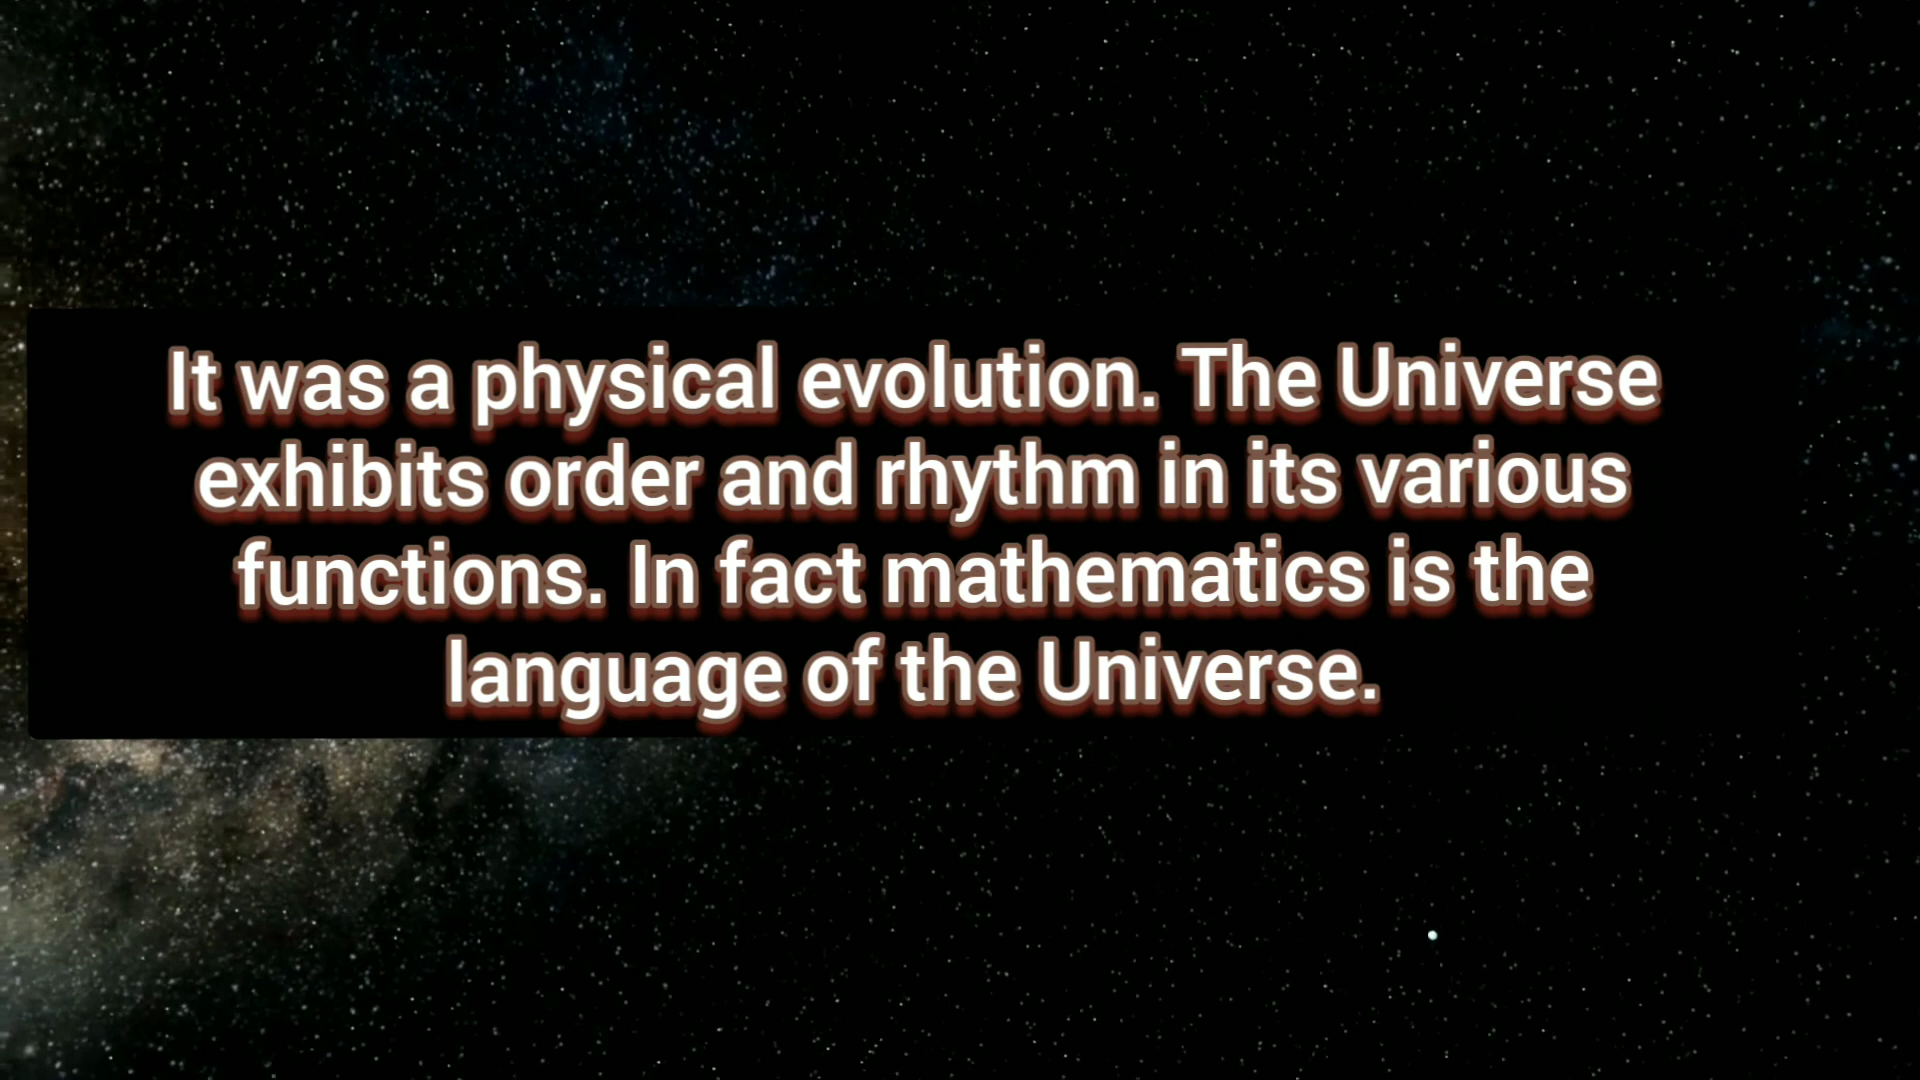 It was a physical evolution. The Universe
exhibits order and rhythm in its various
functions. In fact mathematics is the
language of the Universe.